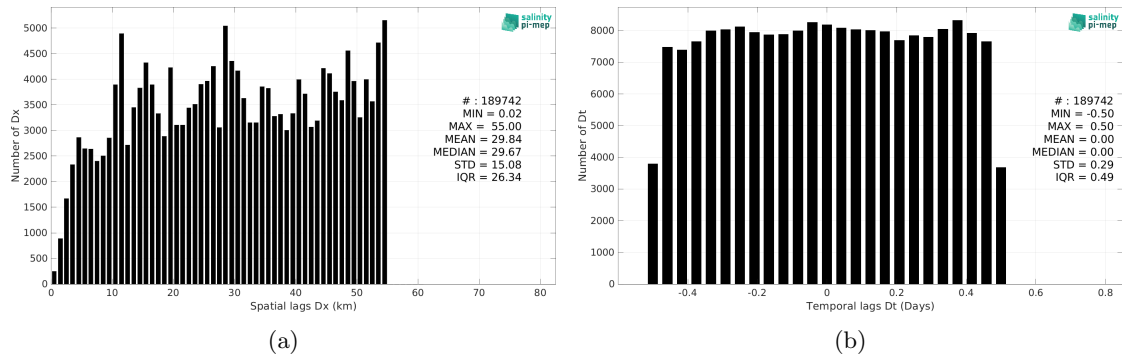 salinity
pi-mep
5000
4500
4000
3500
3000
2500
2000
1500
1000
500
0
Number of Dx
# : 189742
MIN = 0.02
MAX = 55.00
MEAN = 29.84
MEDIAN = 29.67
STD = 15.08
IQR = 26.34
0 10 20 30 40 50 60 70 80
Spatial lags Dx (km)
(a)
salinity
pi-mep
8000
7000
6000
5000
4000
3000
2000
1000
0
Number of Dt
# : 189742
MIN = -0.50
MAX = 0.50
MEAN = 0.00
MEDIAN = 0.00
STD = 0.29
IQR = 0.49
-0.4 -0.2 0 0.2 0.4 0.6 0.8
Temporal lags Dt (Days)
(b)